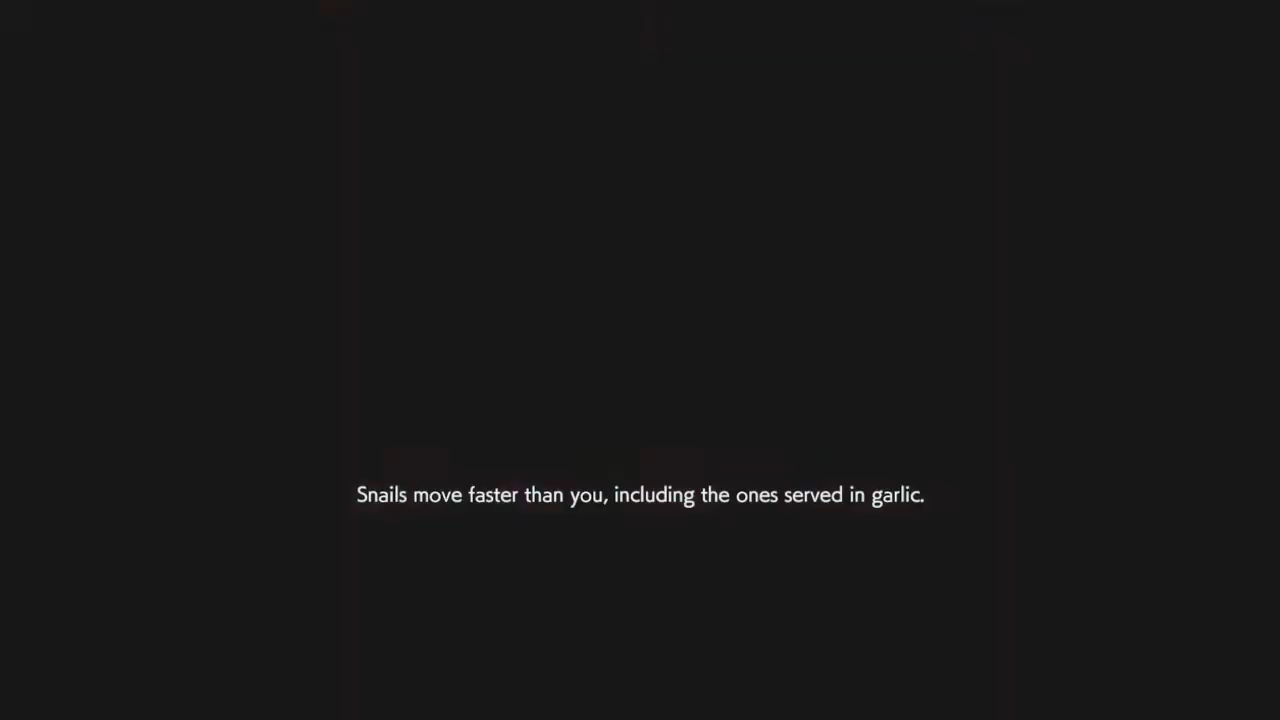 Snails move faster than you, including the ones served in garlic.